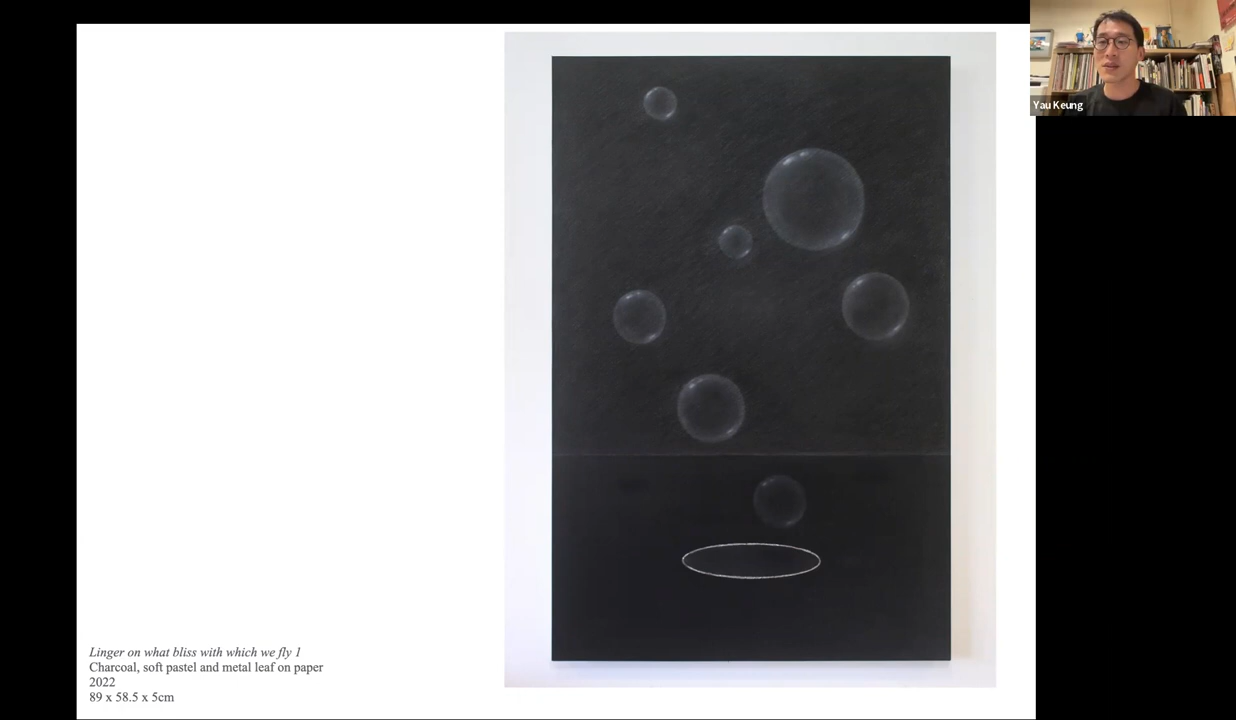 Yau Keung
Linger on what bliss with which we fly 1
Charcoal, soft pastel and metal leaf on paper
2022
89 x 58.5 x 5cm